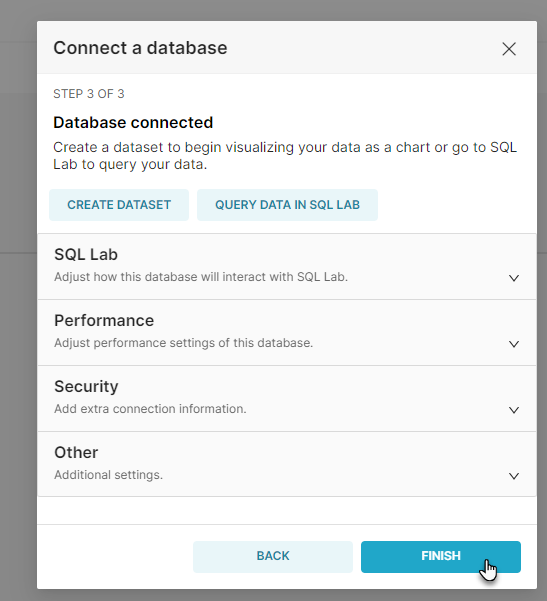 Connect a database
STEP 3 OF 3
Database connected
Create a dataset to begin visualizing your data as a chart or go to SQL
Lab to query your data.
CREATE DATASET
QUERY DATA IN SQL LAB
SQL Lab
Adjust how this database will interact with SQL Lab.
Performance
Adjust performance settings of this database.
Security
Add extra connection information.
Other
Additional settings.
BACK
FINISH